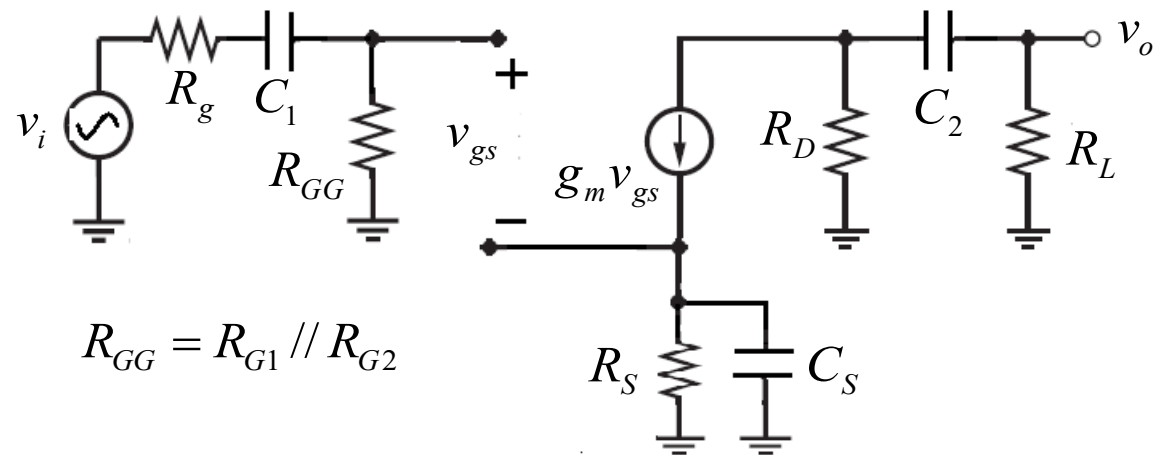 v_i
R_g
C_1
R_GG
+
v_gs
−
g_m v_gs
R_D
C_2
v_o
R_L
R_S
C_S
R_GG = R_G1 // R_G2